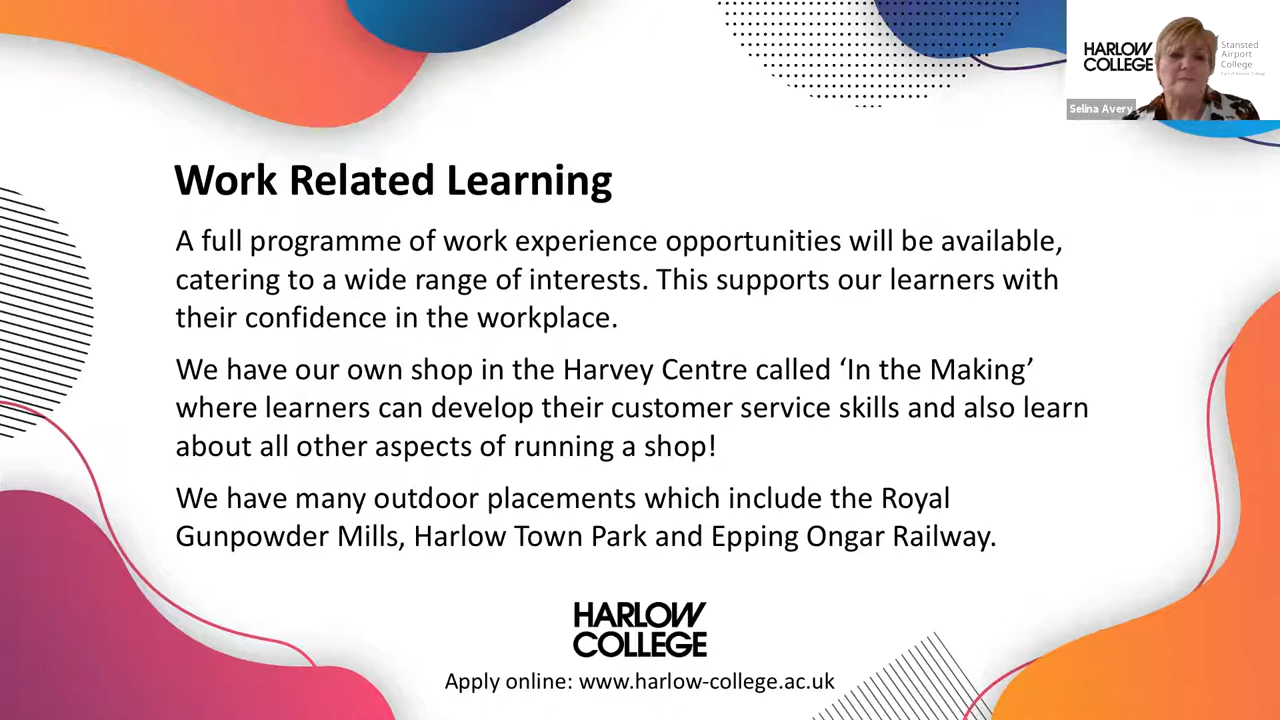 HARLOW
COLLEGE
Stansted
Airport
College
Part of Harlow College
Selina Avery
Work Related Learning
A full programme of work experience opportunities will be available,
catering to a wide range of interests. This supports our learners with
their confidence in the workplace.
We have our own shop in the Harvey Centre called ‘In the Making’
where learners can develop their customer service skills and also learn
about all other aspects of running a shop!
We have many outdoor placements which include the Royal
Gunpowder Mills, Harlow Town Park and Epping Ongar Railway.
HARLOW
COLLEGE
Apply online: www.harlow-college.ac.uk